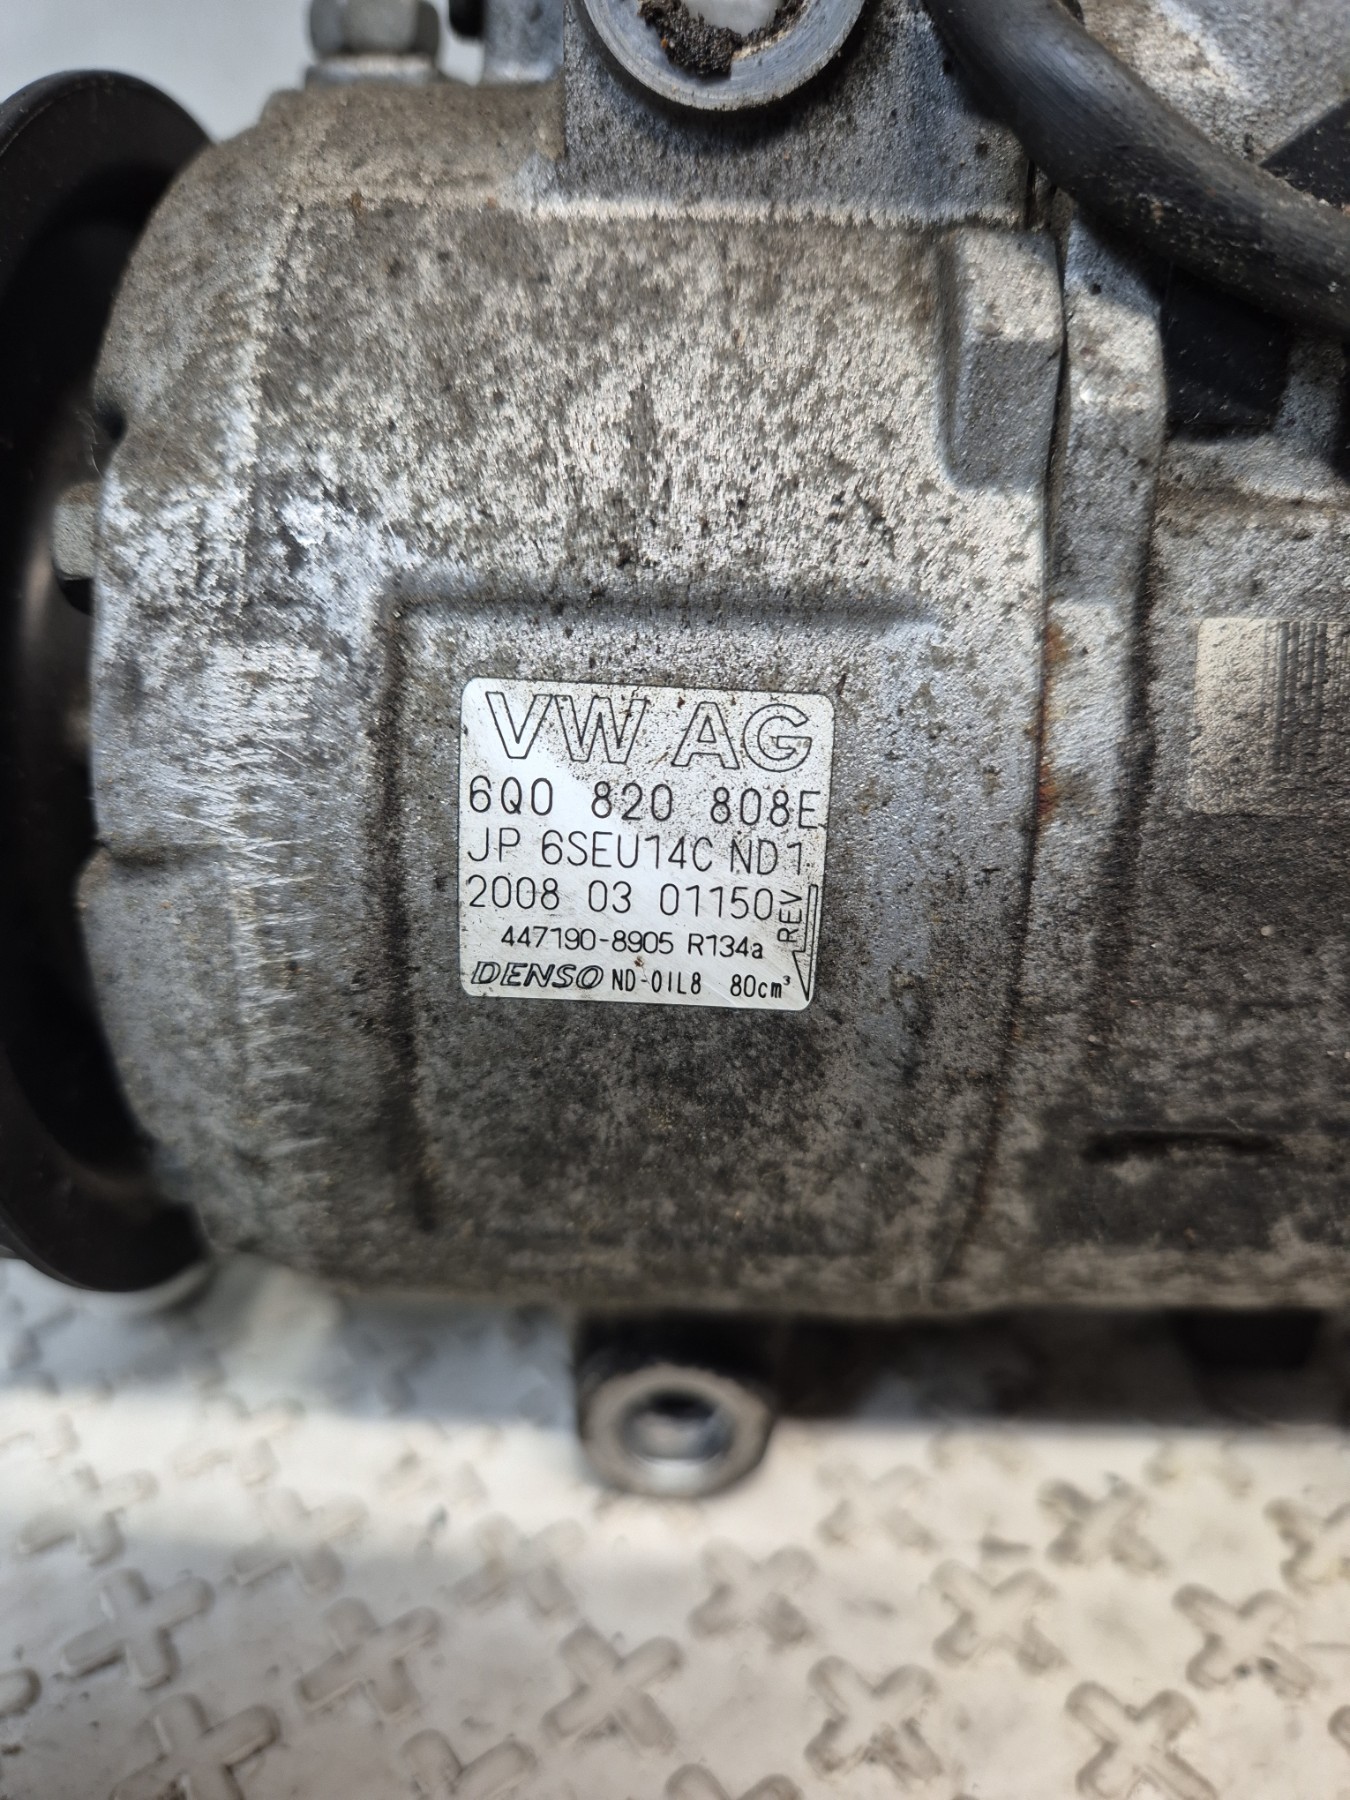 VW AG
6Q0 820 808E
JP 6SEU14C ND1
2008 03 01150
REV
447190-8905 R134a
DENSO ND-OIL8 80cm³